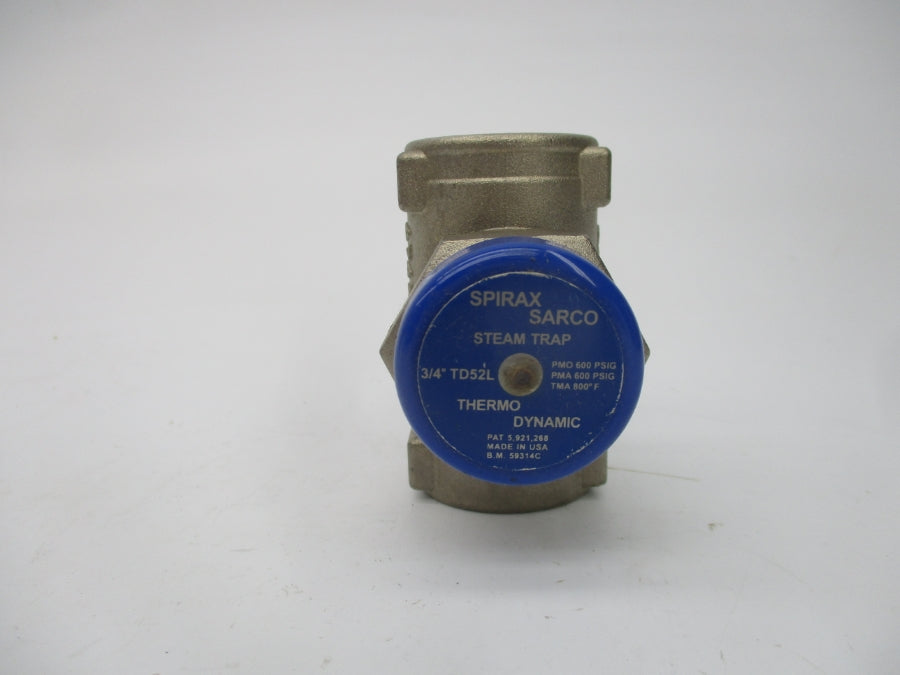 SPIRAX
SARCO
STEAM TRAP
3/4" TD52L
PMO 600 PSIG
PMA 600 PSIG
TMA 800° F
THERMO
DYNAMIC
PAT 5,921,268
MADE IN USA
B.M. 59314C